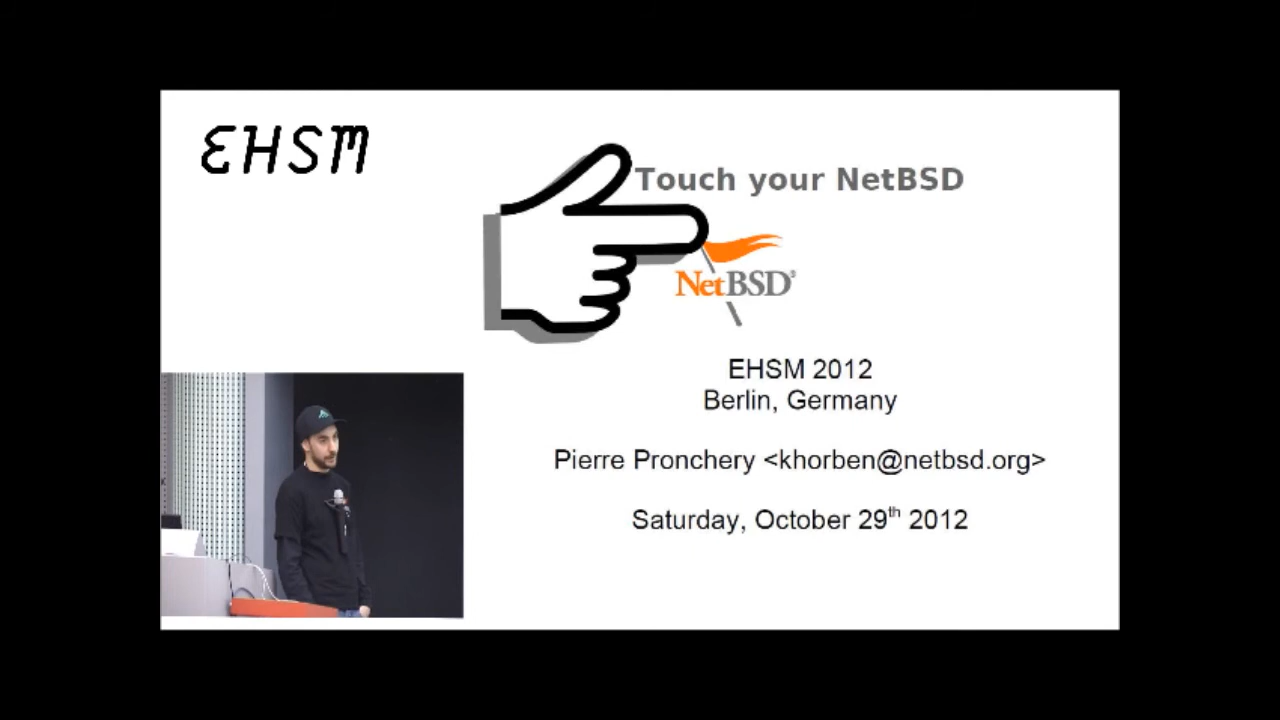 EHSM
Touch your NetBSD
NetBSD®
EHSM 2012
Berlin, Germany
Pierre Pronchery <khorben@netbsd.org>
Saturday, October 29th 2012